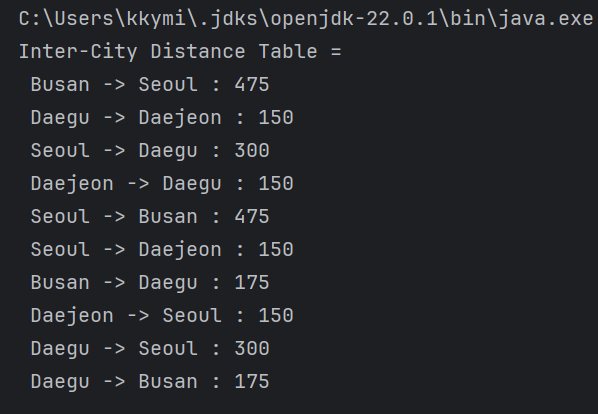 C:\Users\kkymi\.jdks\openjdk-22.0.1\bin\java.exe
Inter-City Distance Table =
Busan -> Seoul : 475
Daegu -> Daejeon : 150
Seoul -> Daegu : 300
Daejeon -> Daegu : 150
Seoul -> Busan : 475
Seoul -> Daejeon : 150
Busan -> Daegu : 175
Daejeon -> Seoul : 150
Daegu -> Seoul : 300
Daegu -> Busan : 175